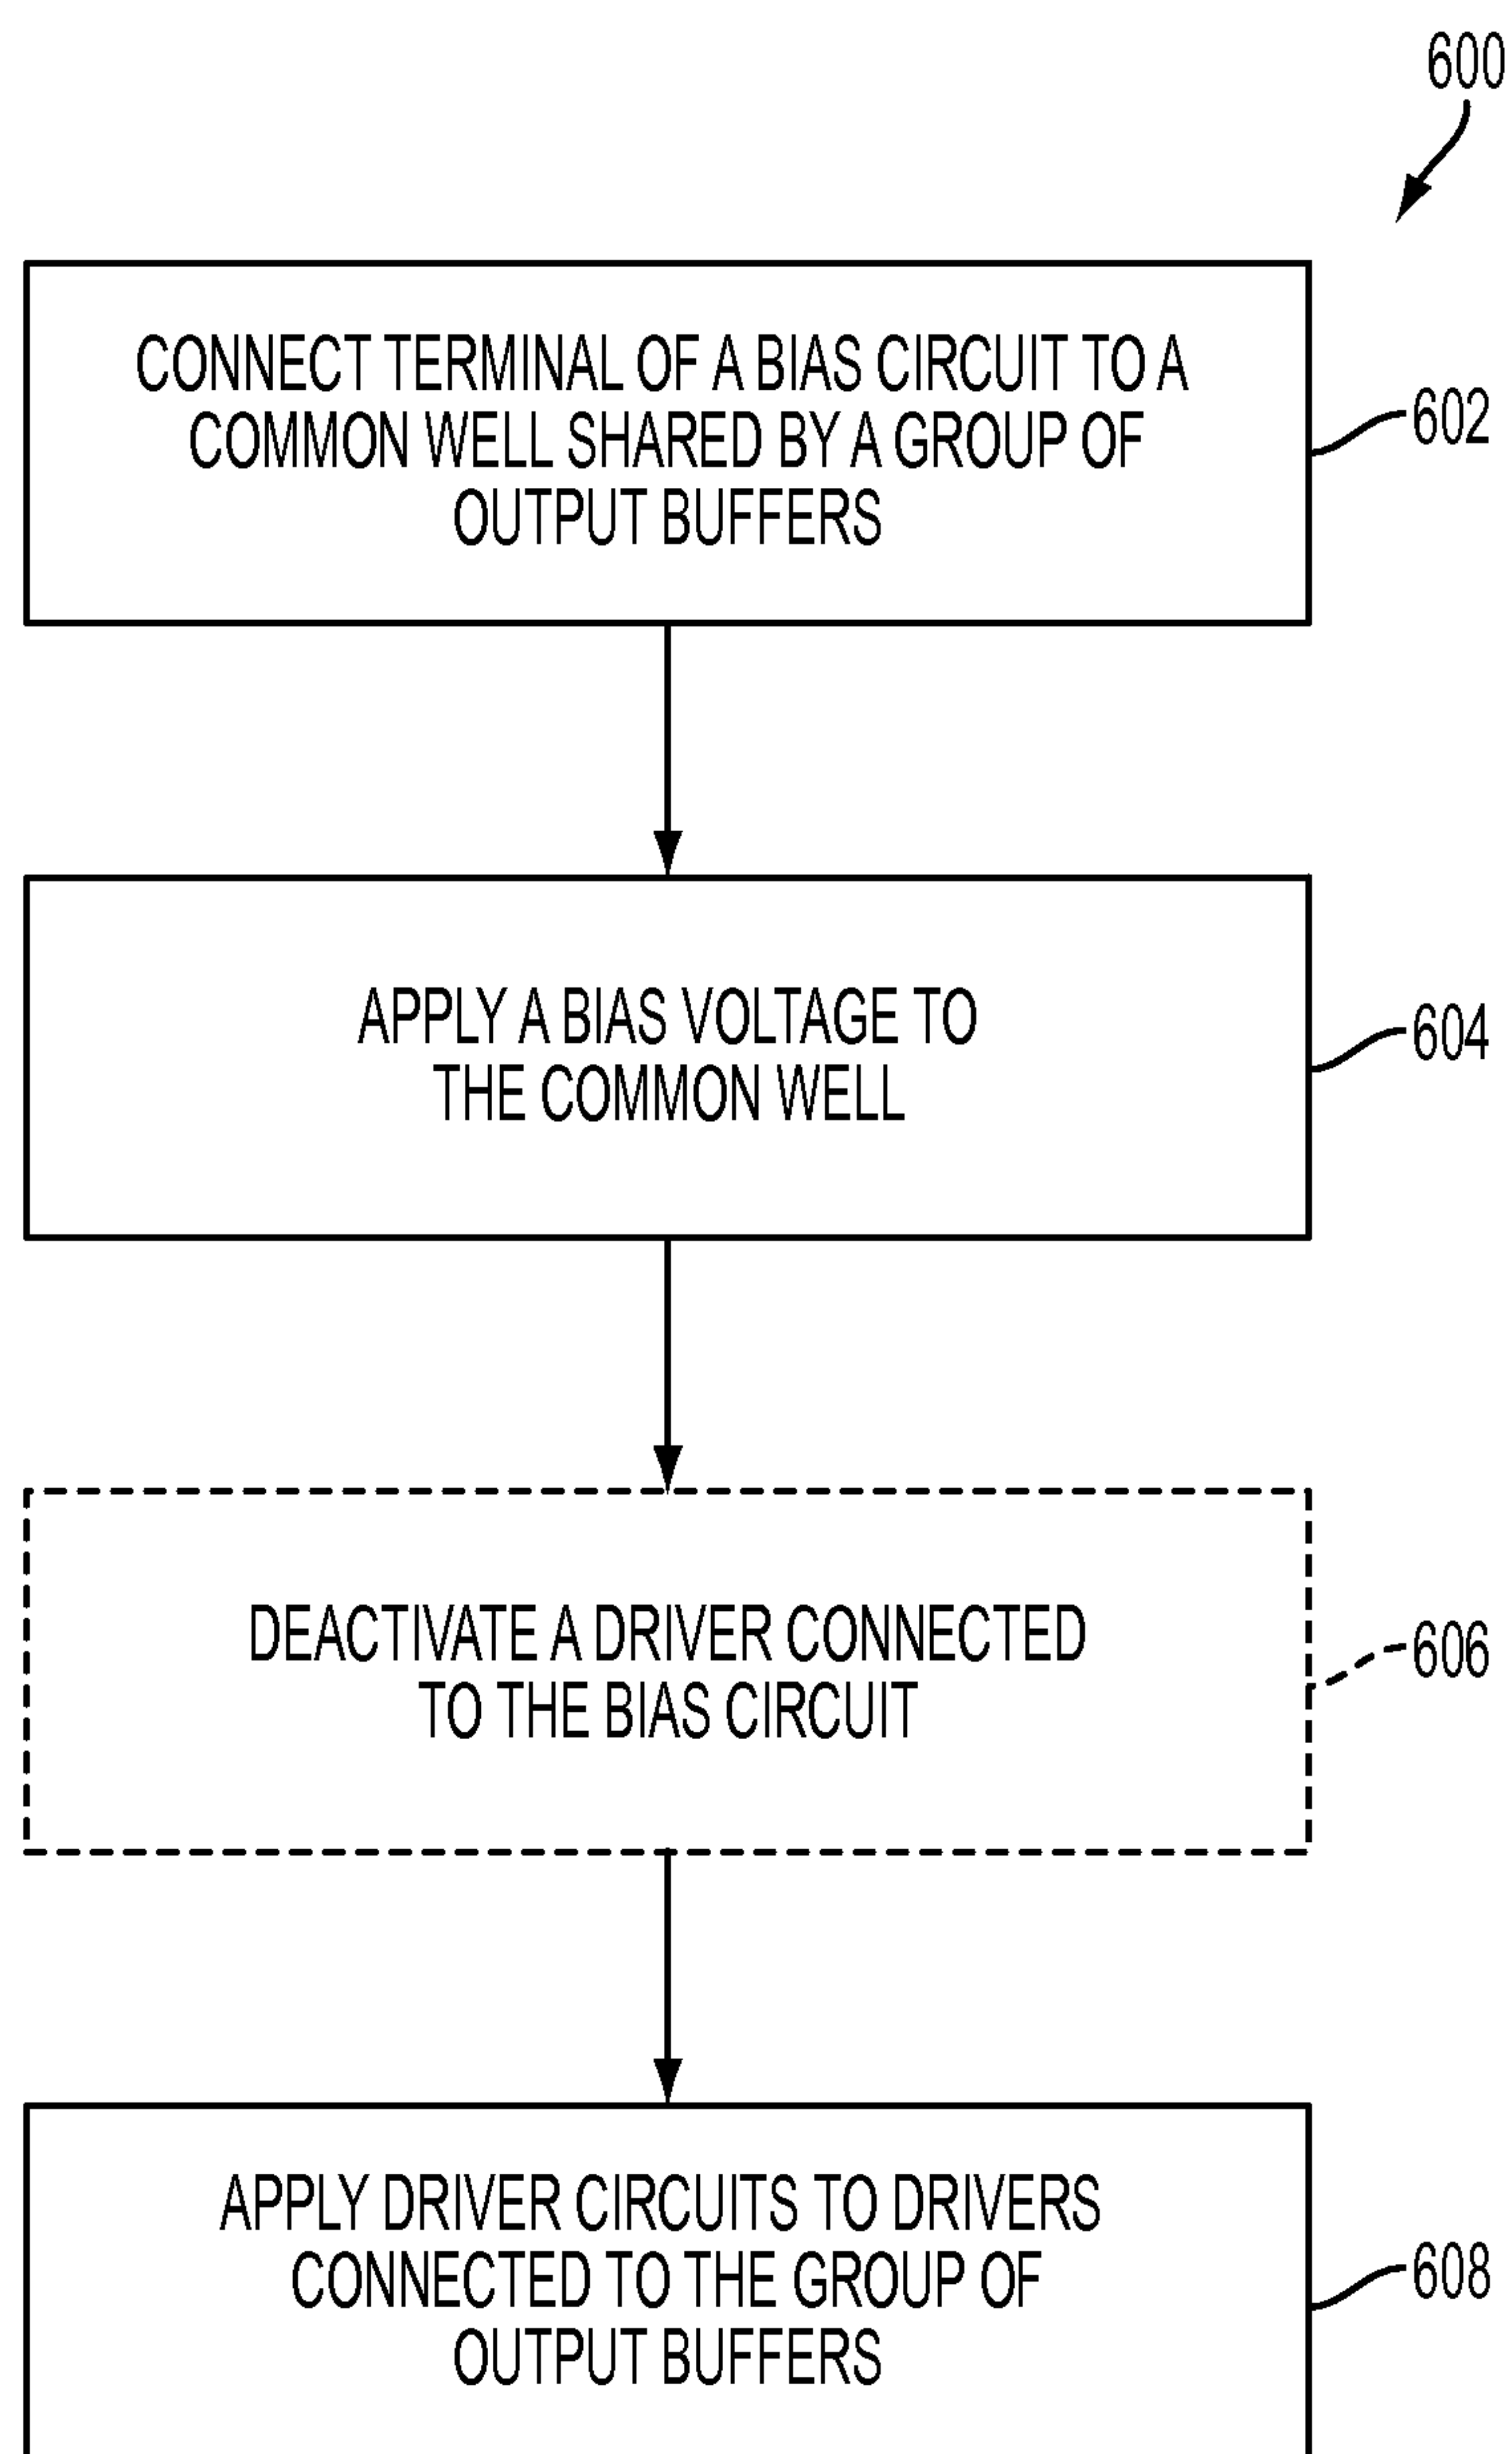 600
CONNECT TERMINAL OF A BIAS CIRCUIT TO A
COMMON WELL SHARED BY A GROUP OF
OUTPUT BUFFERS
602
APPLY A BIAS VOLTAGE TO
THE COMMON WELL
604
DEACTIVATE A DRIVER CONNECTED
TO THE BIAS CIRCUIT
606
APPLY DRIVER CIRCUITS TO DRIVERS
CONNECTED TO THE GROUP OF
OUTPUT BUFFERS
608